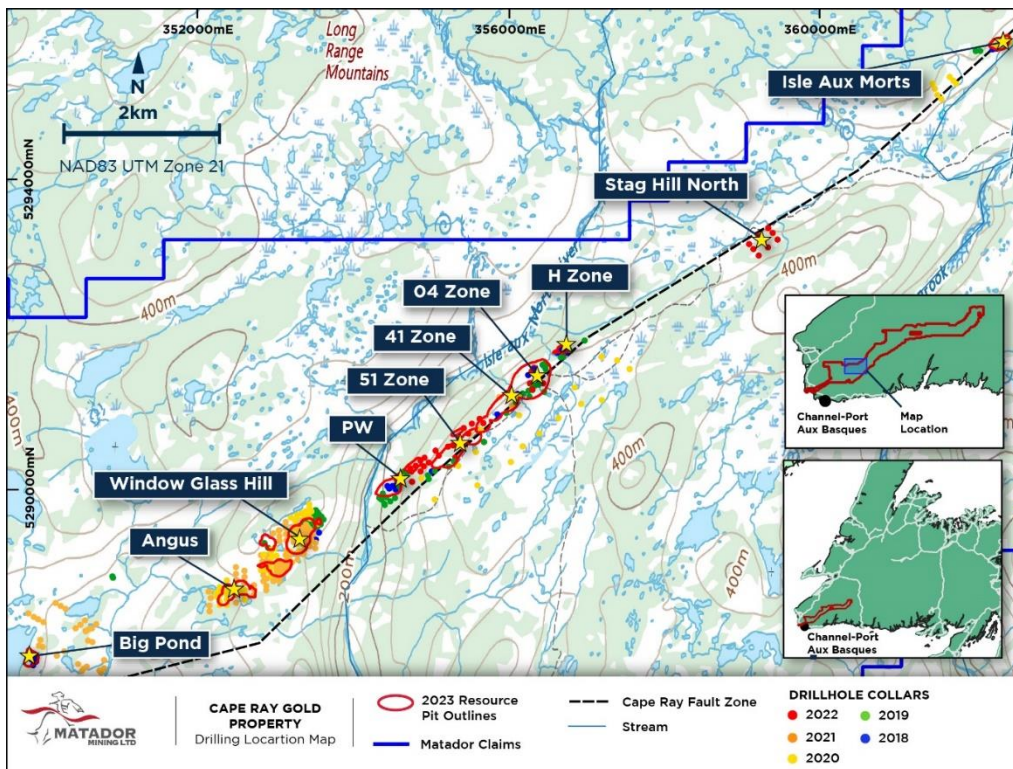 352000mE
356000mE
360000mE
Long
Range
Mountains
N
2km
NAD83 UTM Zone 21
5294000mN
5290000mN
Isle Aux Morts
Stag Hill North
H Zone
04 Zone
41 Zone
51 Zone
PW
Window Glass Hill
Angus
Big Pond
400m
400m
400m
400m
400m
200m
Isle aux Mor
Channel-Port
Aux Basques
Map
Location
Channel-Port
Aux Basques
MATADOR
MINING LTD
CAPE RAY GOLD
PROPERTY
Drilling Locartion Map
2023 Resource
Pit Outlines
Matador Claims
Cape Ray Fault Zone
Stream
DRILLHOLE COLLARS
2022
2021
2020
2019
2018